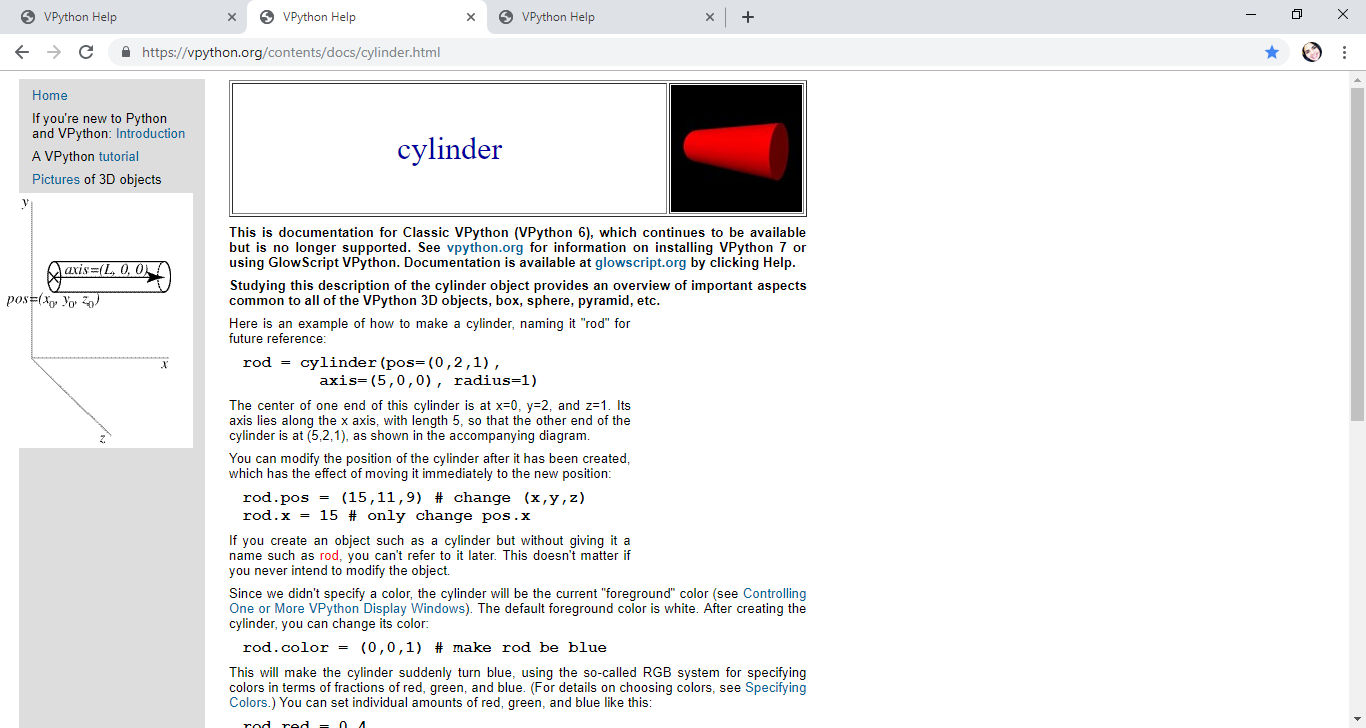 VPython Help
VPython Help
VPython Help
https://vpython.org/contents/docs/cylinder.html
Home
If you're new to Python
and VPython: Introduction
A VPython tutorial
Pictures of 3D objects
y
axis=(L, 0, 0)
pos=(x0, y0, z0)
x
z
cylinder
This is documentation for Classic VPython (VPython 6), which continues to be available
but is no longer supported. See vpython.org for information on installing VPython 7 or
using GlowScript VPython. Documentation is available at glowscript.org by clicking Help.
Studying this description of the cylinder object provides an overview of important aspects
common to all of the VPython 3D objects, box, sphere, pyramid, etc.
Here is an example of how to make a cylinder, naming it "rod" for
future reference:
rod = cylinder(pos=(0,2,1),
axis=(5,0,0), radius=1)
The center of one end of this cylinder is at x=0, y=2, and z=1. Its
axis lies along the x axis, with length 5, so that the other end of the
cylinder is at (5,2,1), as shown in the accompanying diagram.
You can modify the position of the cylinder after it has been created,
which has the effect of moving it immediately to the new position:
rod.pos = (15,11,9) # change (x,y,z)
rod.x = 15 # only change pos.x
If you create an object such as a cylinder but without giving it a
name such as rod, you can't refer to it later. This doesn't matter if
you never intend to modify the object.
Since we didn't specify a color, the cylinder will be the current "foreground" color (see Controlling
One or More VPython Display Windows). The default foreground color is white. After creating the
cylinder, you can change its color:
rod.color = (0,0,1) # make rod be blue
This will make the cylinder suddenly turn blue, using the so-called RGB system for specifying
colors in terms of fractions of red, green, and blue. (For details on choosing colors, see Specifying
Colors.) You can set individual amounts of red, green, and blue like this:
rod.red = 0.4